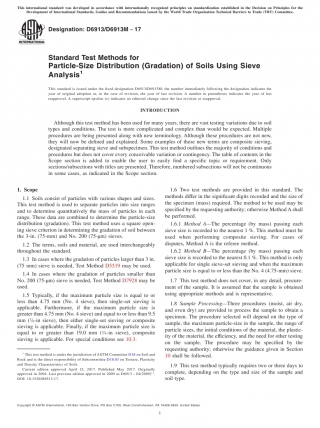 This international standard was developed in accordance with internationally recognized principles on standardization established in the Decision on Principles for the
Development of International Standards, Guides and Recommendations issued by the World Trade Organization Technical Barriers to Trade (TBT) Committee.
Designation: D6913/D6913M − 17
Standard Test Methods for
Particle-Size Distribution (Gradation) of Soils Using Sieve
Analysis1
This standard is issued under the fixed designation D6913/D6913M; the number immediately following the designation indicates the
year of original adoption or, in the case of revision, the year of last revision. A number in parentheses indicates the year of last
reapproval. A superscript epsilon (ε) indicates an editorial change since the last revision or reapproval.
INTRODUCTION
Although this test method has been used for many years, there are vast testing variations due to soil
types and conditions. The test is more complicated and complex than would be expected. Multiple
procedures are being presented along with new terminology. Although these procedures are not new,
they will now be defined and explained. Some examples of these new terms are composite sieving,
designated separating sieve and subspecimen. This test method outlines the majority of conditions and
procedures but does not cover every conceivable variation or contingency. The table of contents in the
Scope section is added to enable the user to easily find a specific topic or requirement. Only
sections/subsections with titles are presented. Therefore, numbered subsections will not be continuous
in some cases, as indicated in the Scope section.
1. Scope
1.1 Soils consist of particles with various shapes and sizes.
This test method is used to separate particles into size ranges
and to determine quantitatively the mass of particles in each
range. These data are combined to determine the particle-size
distribution (gradation). This test method uses a square open-
ing sieve criterion in determining the gradation of soil between
the 3-in. (75-mm) and No. 200 (75-µm) sieves.
1.2 The terms, soils and material, are used interchangeably
throughout the standard.
1.3 In cases where the gradation of particles larger than 3 in.
(75 mm) sieve is needed, Test Method D5519 may be used.
1.4 In cases where the gradation of particles smaller than
No. 200 (75-µm) sieve is needed, Test Method D7928 may be
used.
1.5 Typically, if the maximum particle size is equal to or
less than 4.75 mm (No. 4 sieve), then single-set sieving is
applicable. Furthermore, if the maximum particle size is
greater than 4.75 mm (No. 4 sieve) and equal to or less than 9.5
mm (3⁄8-in sieve), then either single-set sieving or composite
sieving is applicable. Finally, if the maximum particle size is
equal to or greater than 19.0 mm (3⁄4-in sieve), composite
sieving is applicable. For special conditions see 10.3.
1 This test method is under the jurisdiction of ASTM Committee D18 on Soil and
Rock and is the direct responsibility of Subcommittee D18.03 on Texture, Plasticity
and Density Characteristics of Soils.
Current edition approved April 15, 2017. Published May 2017. Originally
approved in 2004. Last previous edition approved in 2009 as D6913 – 04(2009)ε1.
DOI: 10.1520/D6913-17.
1.6 Two test methods are provided in this standard. The
methods differ in the significant digits recorded and the size of
the specimen (mass) required. The method to be used may be
specified by the requesting authority; otherwise Method A shall
be performed.
1.6.1 Method A—The percentage (by mass) passing each
sieve size is recorded to the nearest 1 %. This method must be
used when performing composite sieving. For cases of
disputes, Method A is the referee method.
1.6.2 Method B—The percentage (by mass) passing each
sieve size is recorded to the nearest 0.1 %. This method is only
applicable for single sieve-set sieving and when the maximum
particle size is equal to or less than the No. 4 (4.75-mm) sieve.
1.7 This test method does not cover, in any detail, procure-
ment of the sample. It is assumed that the sample is obtained
using appropriate methods and is representative.
1.8 Sample Processing—Three procedures (moist, air dry,
and oven dry) are provided to process the sample to obtain a
specimen. The procedure selected will depend on the type of
sample, the maximum particle-size in the sample, the range of
particle sizes, the initial conditions of the material, the plastic-
ity of the material, the efficiency, and the need for other testing
on the sample. The procedure may be specified by the
requesting authority; otherwise the guidance given in Section
10 shall be followed.
1.9 This test method typically requires two or three days to
complete, depending on the type and size of the sample and
soil type.
Copyright © ASTM International, 100 Barr Harbor Drive, PO Box C700, West Conshohocken, PA 19428-2959. United States
1